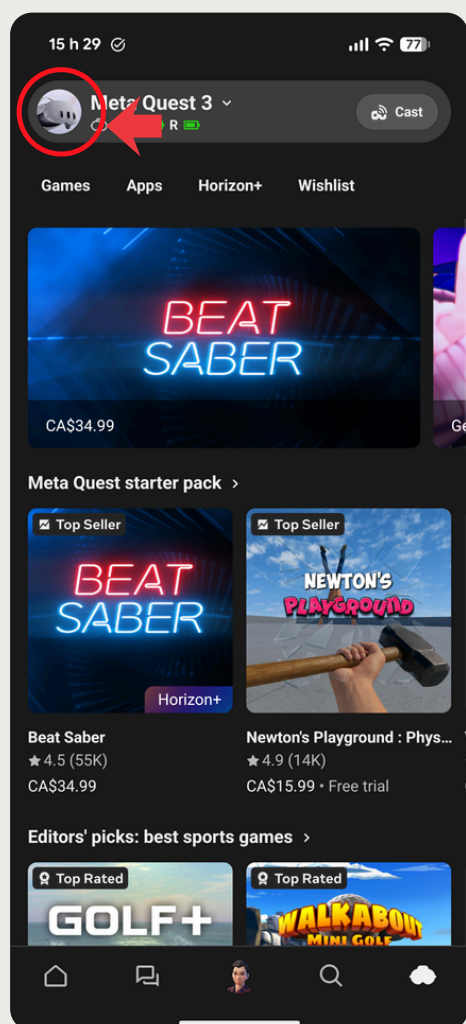 15 h 29
77
Meta Quest 3
R
Cast
Games
Apps
Horizon+
Wishlist
BEAT
SABER
CA$34.99
Ge
Meta Quest starter pack
Top Seller
BEAT
SABER
Horizon+
Top Seller
NEWTON'S
PLAYGROUND
Beat Saber
4.5 (55K)
CA$34.99
Newton's Playground : Phys...
4.9 (14K)
CA$15.99 • Free trial
Editors' picks: best sports games
Top Rated
GOLF+
Top Rated
WALKABOUT
MINI GOLF